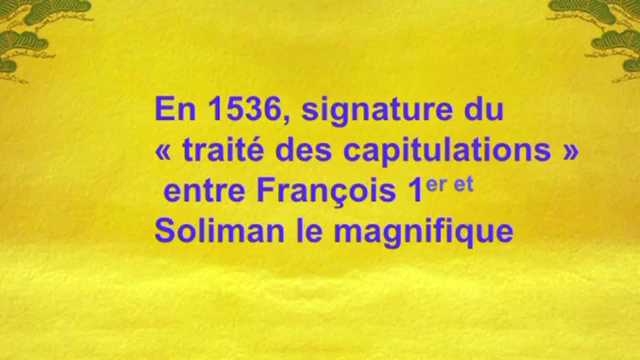 En 1536, signature du
« traité des capitulations »
entre François 1er et
Soliman le magnifique